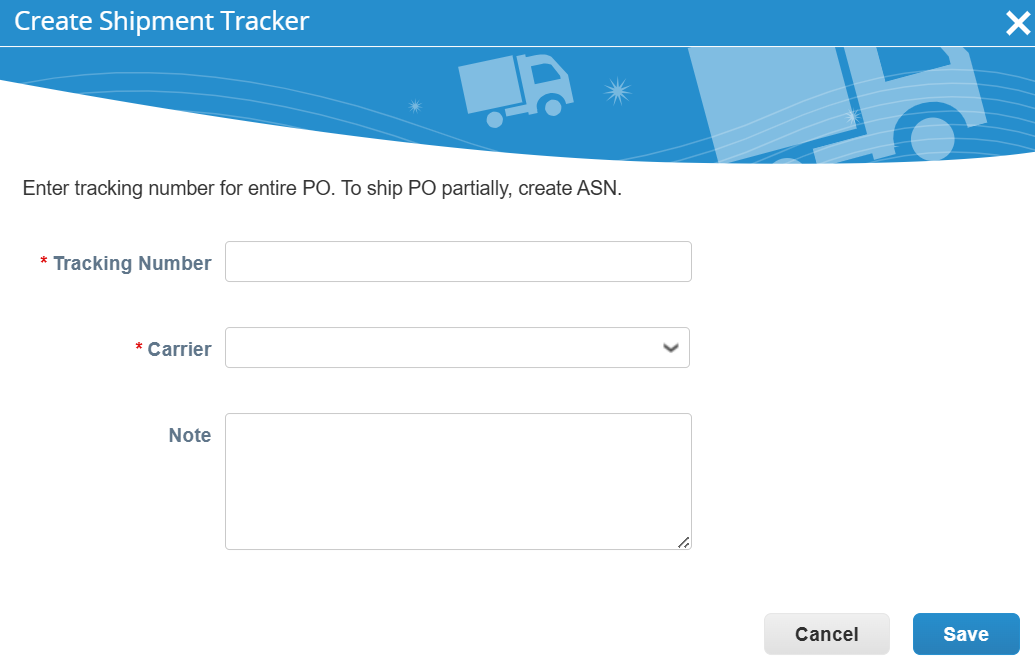 Create Shipment Tracker
Enter tracking number for entire PO. To ship PO partially, create ASN.
* Tracking Number
* Carrier
Note
Cancel Save